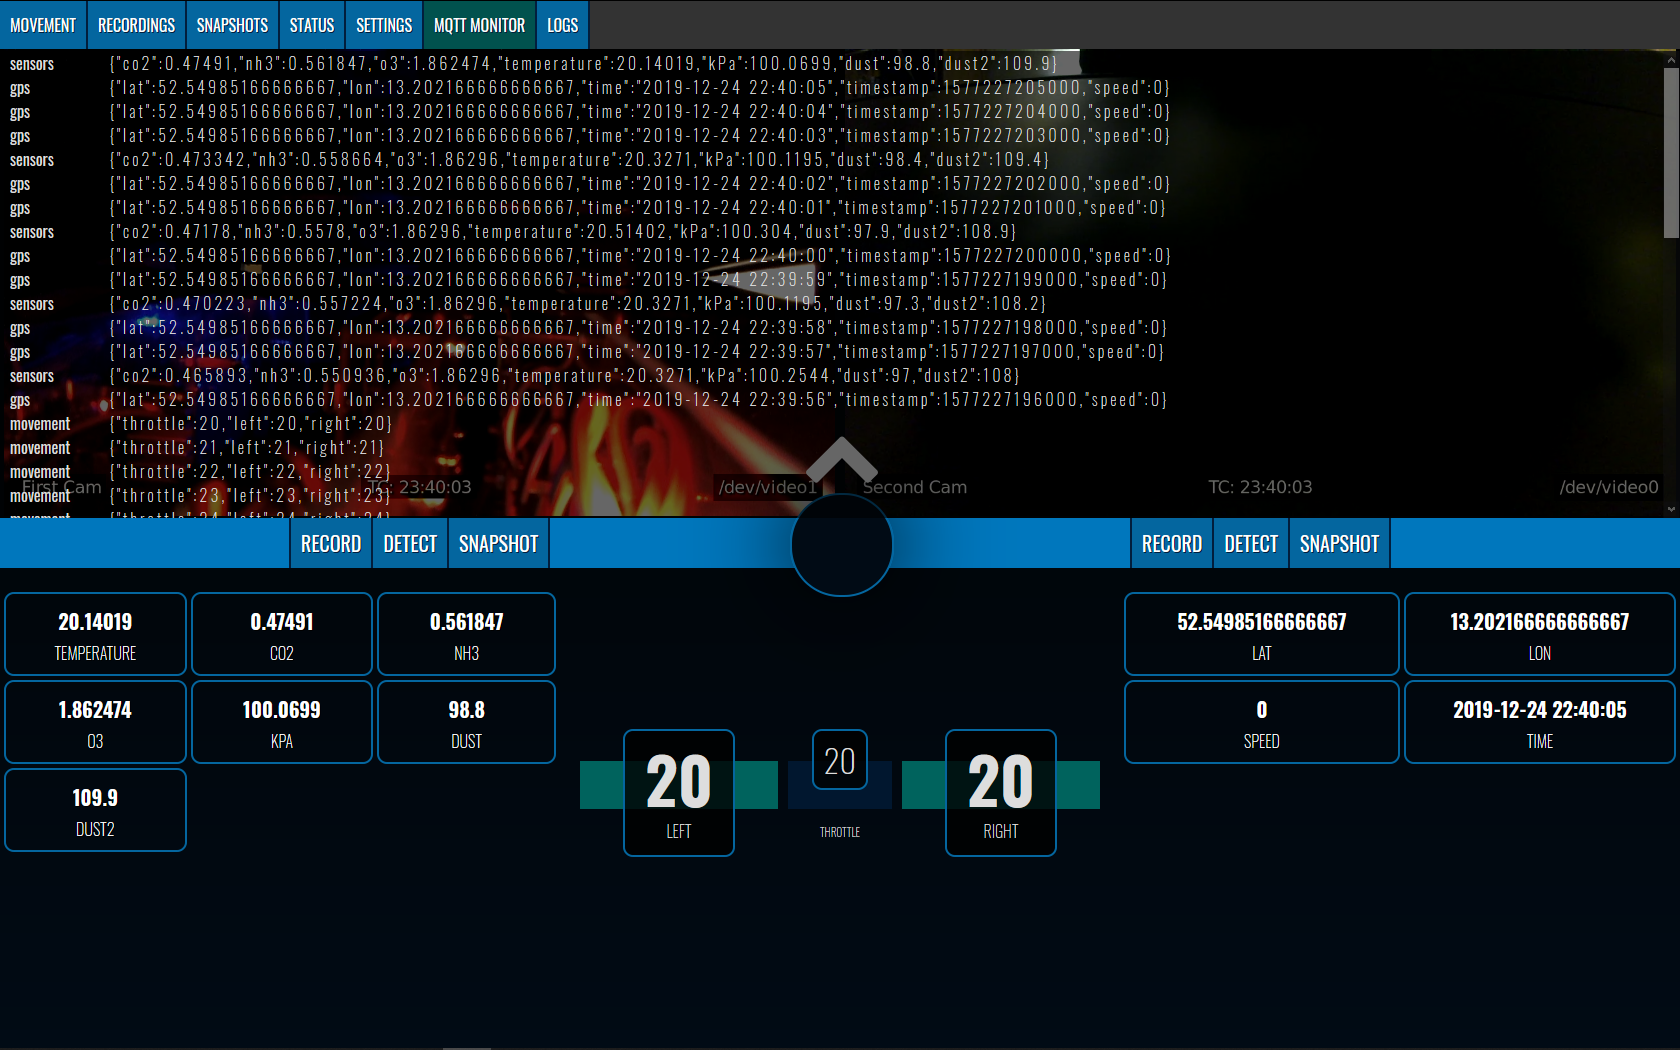 MOVEMENT RECORDINGS SNAPSHOTS STATUS SETTINGS MQTT MONITOR LOGS
sensors {"co2":0.47491,"nh3":0.561847,"o3":1.862474,"temperature":20.14019,"kPa":100.0699,"dust":98.8,"dust2":109.9}
gps {"lat":52.54985166666667,"lon":13.202166666666667,"time":"2019-12-24 22:40:05","timestamp":1577227205000,"speed":0}
gps {"lat":52.54985166666667,"lon":13.202166666666667,"time":"2019-12-24 22:40:04","timestamp":1577227204000,"speed":0}
gps {"lat":52.54985166666667,"lon":13.202166666666667,"time":"2019-12-24 22:40:03","timestamp":1577227203000,"speed":0}
sensors {"co2":0.473342,"nh3":0.558664,"o3":1.86296,"temperature":20.3271,"kPa":100.1195,"dust":98.4,"dust2":109.4}
gps {"lat":52.54985166666667,"lon":13.202166666666667,"time":"2019-12-24 22:40:02","timestamp":1577227202000,"speed":0}
gps {"lat":52.54985166666667,"lon":13.202166666666667,"time":"2019-12-24 22:40:01","timestamp":1577227201000,"speed":0}
sensors {"co2":0.47178,"nh3":0.5578,"o3":1.86296,"temperature":20.51402,"kPa":100.304,"dust":97.9,"dust2":108.9}
gps {"lat":52.54985166666667,"lon":13.202166666666667,"time":"2019-12-24 22:40:00","timestamp":1577227200000,"speed":0}
gps {"lat":52.54985166666667,"lon":13.202166666666667,"time":"2019-12-24 22:39:59","timestamp":1577227199000,"speed":0}
sensors {"co2":0.470223,"nh3":0.557224,"o3":1.86296,"temperature":20.3271,"kPa":100.1195,"dust":97.3,"dust2":108.2}
gps {"lat":52.54985166666667,"lon":13.202166666666667,"time":"2019-12-24 22:39:58","timestamp":1577227198000,"speed":0}
gps {"lat":52.54985166666667,"lon":13.202166666666667,"time":"2019-12-24 22:39:57","timestamp":1577227197000,"speed":0}
sensors {"co2":0.465893,"nh3":0.550936,"o3":1.86296,"temperature":20.3271,"kPa":100.2544,"dust":97,"dust2":108}
gps {"lat":52.54985166666667,"lon":13.202166666666667,"time":"2019-12-24 22:39:56","timestamp":1577227196000,"speed":0}
movement {"throttle":20,"left":20,"right":20}
movement {"throttle":21,"left":21,"right":21}
movement {"throttle":22,"left":22,"right":22}
First Cam TC: 23:40:03 /dev/video1 Second Cam TC: 23:40:03 /dev/video0
movement {"throttle":23,"left":23,"right":23}
movement {"throttle":24,"left":24,"right":24}
RECORD DETECT SNAPSHOT RECORD DETECT SNAPSHOT
20.14019 0.47491 0.561847
TEMPERATURE CO2 NH3
1.862474 100.0699 98.8
O3 KPA DUST
109.9
DUST2
20 20 20
LEFT THROTTLE RIGHT
52.54985166666667 13.202166666666667
LAT LON
0 2019-12-24 22:40:05
SPEED TIME